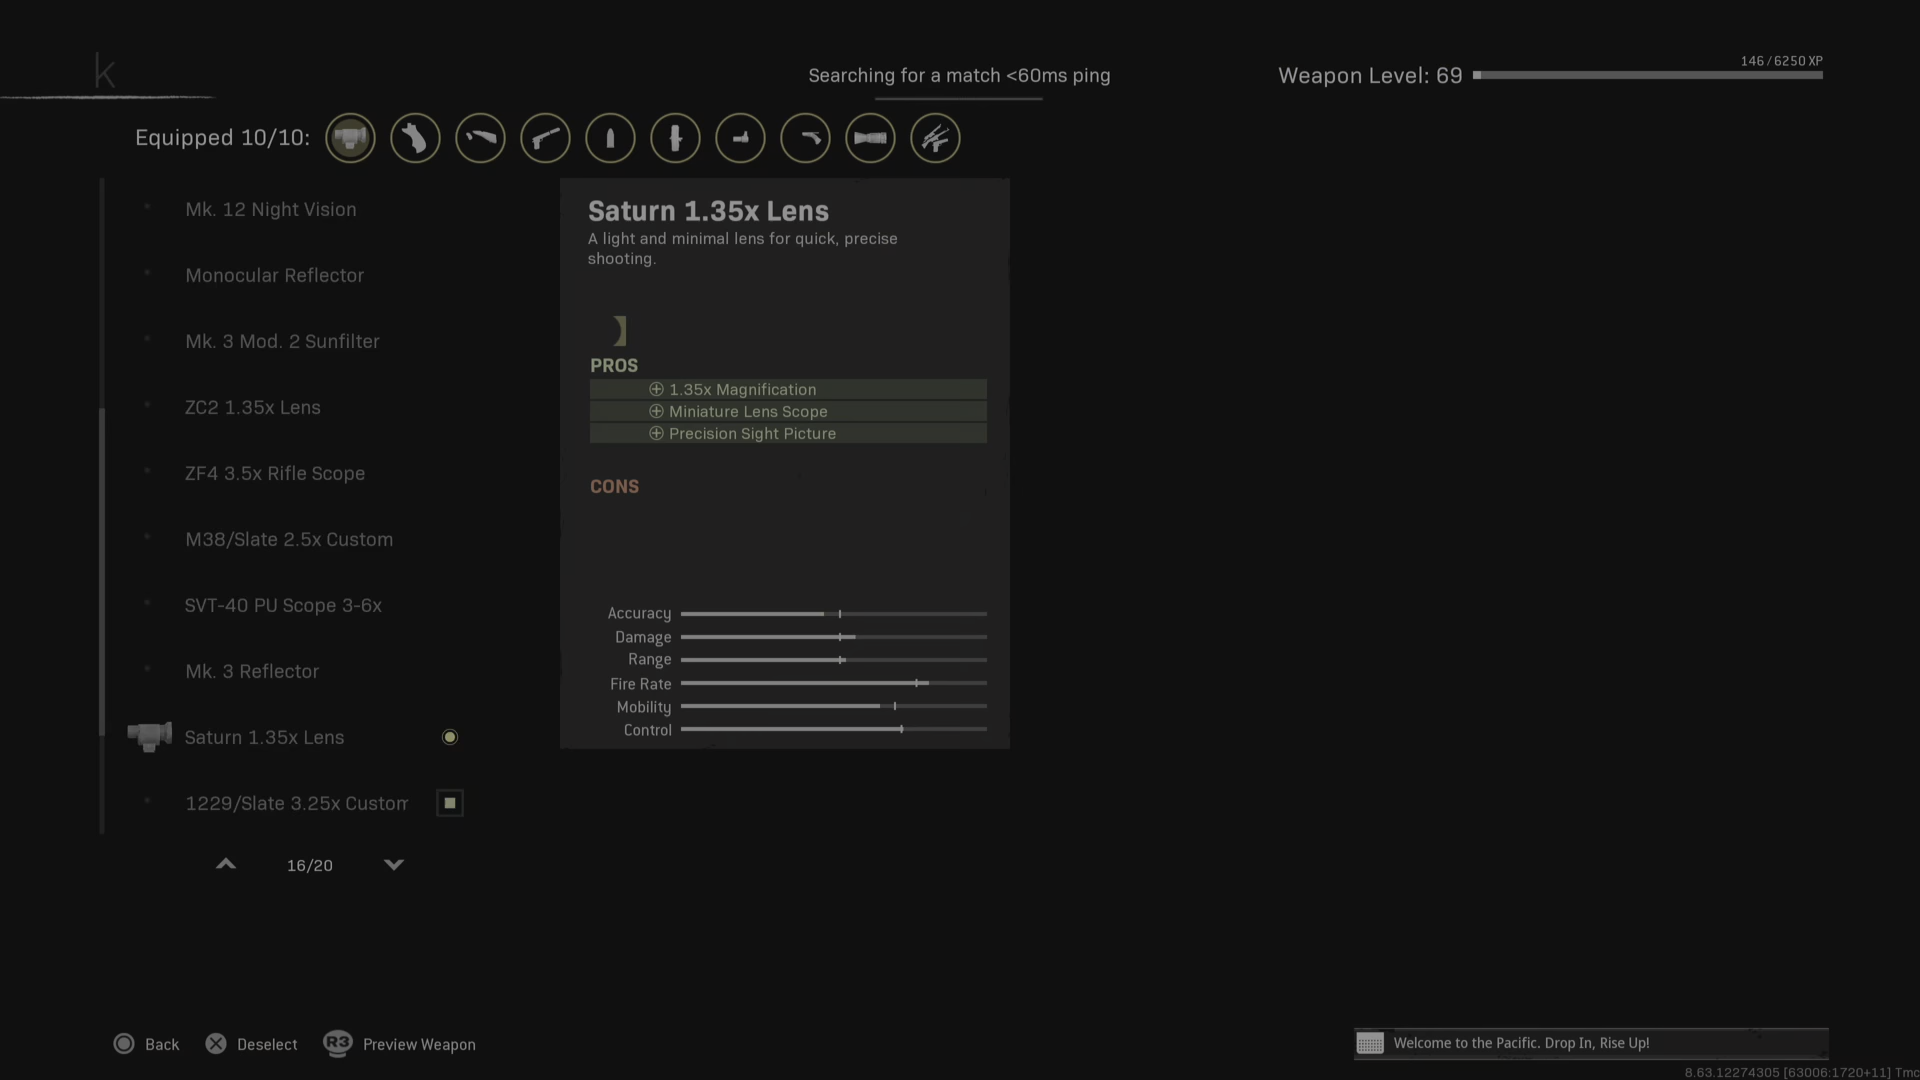 k
Searching for a match <60ms ping
Weapon Level: 69
146/6250 XP
Equipped 10/10:
Mk. 12 Night Vision
Monocular Reflector
Mk. 3 Mod. 2 Sunfilter
ZC2 1.35x Lens
ZF4 3.5x Rifle Scope
M38/Slate 2.5x Custom
SVT-40 PU Scope 3-6x
Mk. 3 Reflector
Saturn 1.35x Lens
1229/Slate 3.25x Custom
16/20
Saturn 1.35x Lens
A light and minimal lens for quick, precise
shooting.
PROS
1.35x Magnification
Miniature Lens Scope
Precision Sight Picture
CONS
Accuracy
Damage
Range
Fire Rate
Mobility
Control
Back
Deselect
R3 Preview Weapon
Welcome to the Pacific. Drop In, Rise Up!
8.63.12274305 [63006:1720+11] Tmc